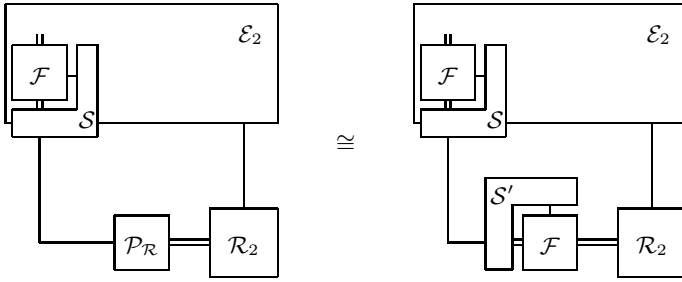 ℰ₂ ℰ₂
ℱ ℱ
𝒮 𝒮
≅
𝒮′
𝒫_ℛ ℛ₂ ℱ ℛ₂